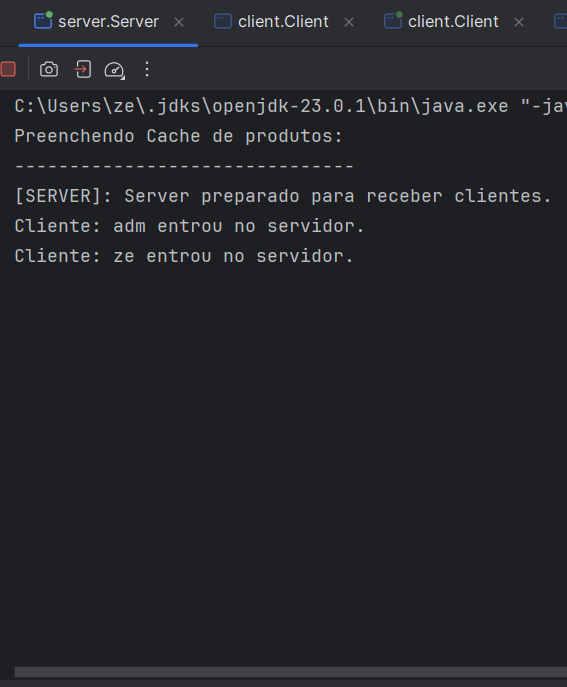 server.Server client.Client client.Client
C:\Users\ze\.jdks\openjdk-23.0.1\bin\java.exe "-jav
Preenchendo Cache de produtos:
-------------------------------
[SERVER]: Server preparado para receber clientes.
Cliente: adm entrou no servidor.
Cliente: ze entrou no servidor.